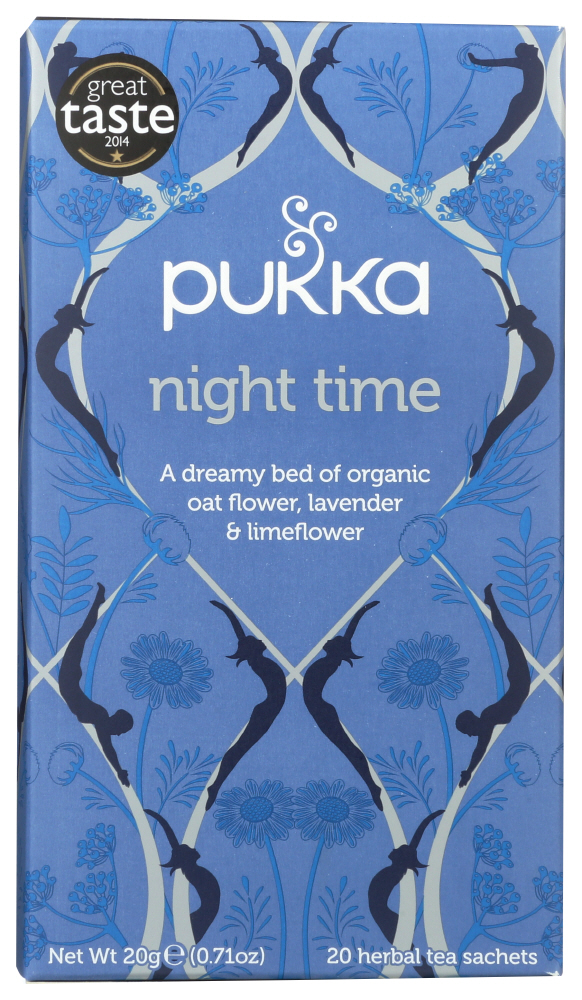 great
taste
2014
pukka
night time
A dreamy bed of organic
oat flower, lavender
& limeflower
Net Wt 20g ℮ (0.71oz)
20 herbal tea sachets